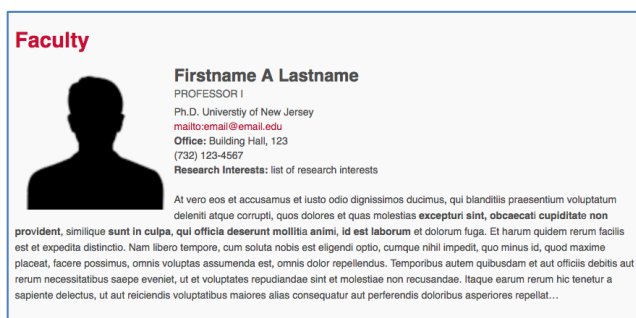 Faculty
Firstname A Lastname
PROFESSOR I
Ph.D. Universtiy of New Jersey
mailto:email@email.edu
Office: Building Hall, 123
(732) 123-4567
Research Interests: list of research interests
At vero eos et accusamus et iusto odio dignissimos ducimus, qui blanditiis praesentium voluptatum
deleniti atque corrupti, quos dolores et quas molestias excepturi sint, obcaecati cupiditate non
provident, similique sunt in culpa, qui officia deserunt mollitia animi, id est laborum et dolorum fuga. Et harum quidem rerum facilis
est et expedita distinctio. Nam libero tempore, cum soluta nobis est eligendi optio, cumque nihil impedit, quo minus id, quod maxime
placeat, facere possimus, omnis voluptas assumenda est, omnis dolor repellendus. Temporibus autem quibusdam et aut officiis debitis aut
rerum necessitatibus saepe eveniet, ut et voluptates repudiandae sint et molestiae non recusandae. Itaque earum rerum hic tenetur a
sapiente delectus, ut aut reiciendis voluptatibus maiores alias consequatur aut perferendis doloribus asperiores repellat…